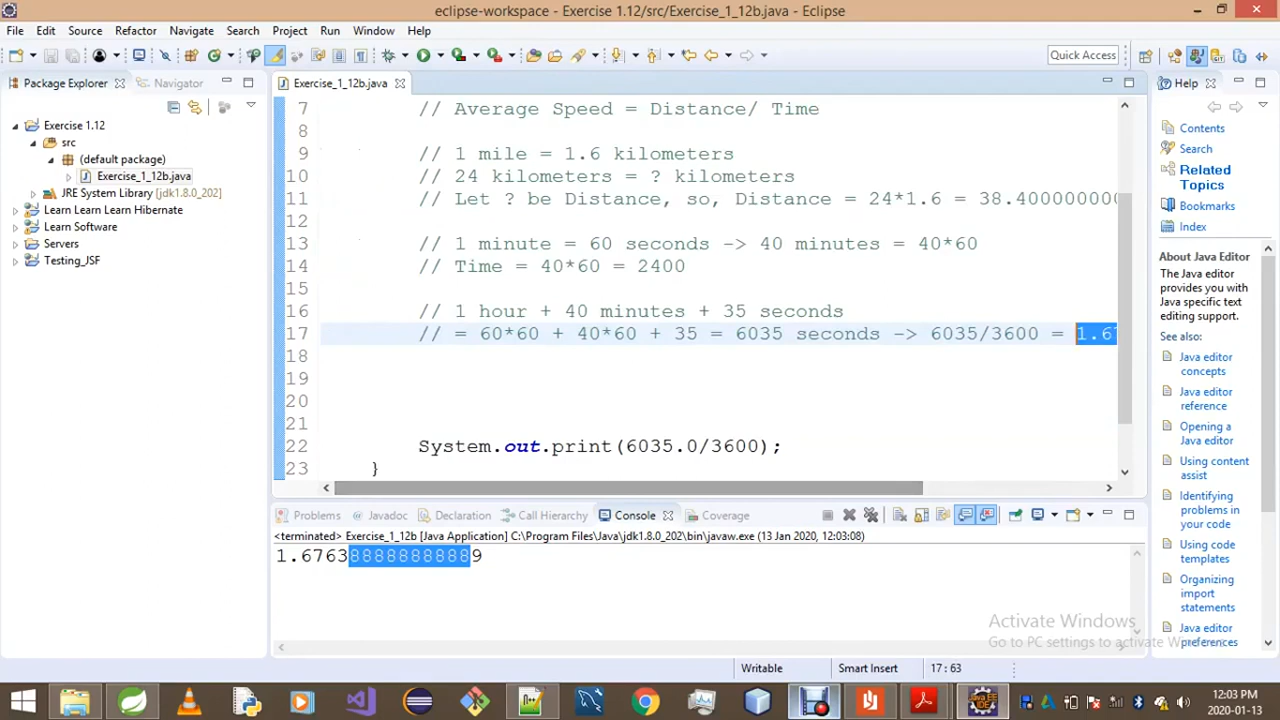 eclipse-workspace - Exercise 1.12/src/Exercise_1_12b.java - Eclipse
File Edit Source Refactor Navigate Search Project Run Window Help
Quick Access
Package Explorer
Navigator
Exercise 1.12
src
(default package)
Exercise_1_12b.java
JRE System Library [jdk1.8.0_202]
Learn Learn Learn Hibernate
Learn Software
Servers
Testing_JSF
Exercise_1_12b.java
7 // Average Speed = Distance/ Time
8
9 // 1 mile = 1.6 kilometers
10 // 24 kilometers = ? kilometers
11 // Let ? be Distance, so, Distance = 24*1.6 = 38.400000000
12
13 // 1 minute = 60 seconds -> 40 minutes = 40*60
14 // Time = 40*60 = 2400
15
16 // 1 hour + 40 minutes + 35 seconds
17 // = 60*60 + 40*60 + 35 = 6035 seconds -> 6035/3600 = 1.67
18
19
20
21
22 System.out.print(6035.0/3600);
23 }
Help
Contents
Search
Related
Topics
Bookmarks
Index
About Java Editor
The Java editor
provides you with
Java specific text
editing support.
See also:
Java editor
concepts
Java editor
reference
Opening a
Java editor
Using content
assist
Identifying
problems in
your code
Using code
templates
Organizing
import
statements
Java editor
preferences
Problems Javadoc Declaration Call Hierarchy Console Coverage
<terminated> Exercise_1_12b [Java Application] C:\Program Files\Java\jdk1.8.0_202\bin\javaw.exe (13 Jan 2020, 12:03:08)
1.676388888888889
Activate Windows
Go to PC settings to activate Windows.
Writable Smart Insert 17 : 63
12:03 PM
2020-01-13